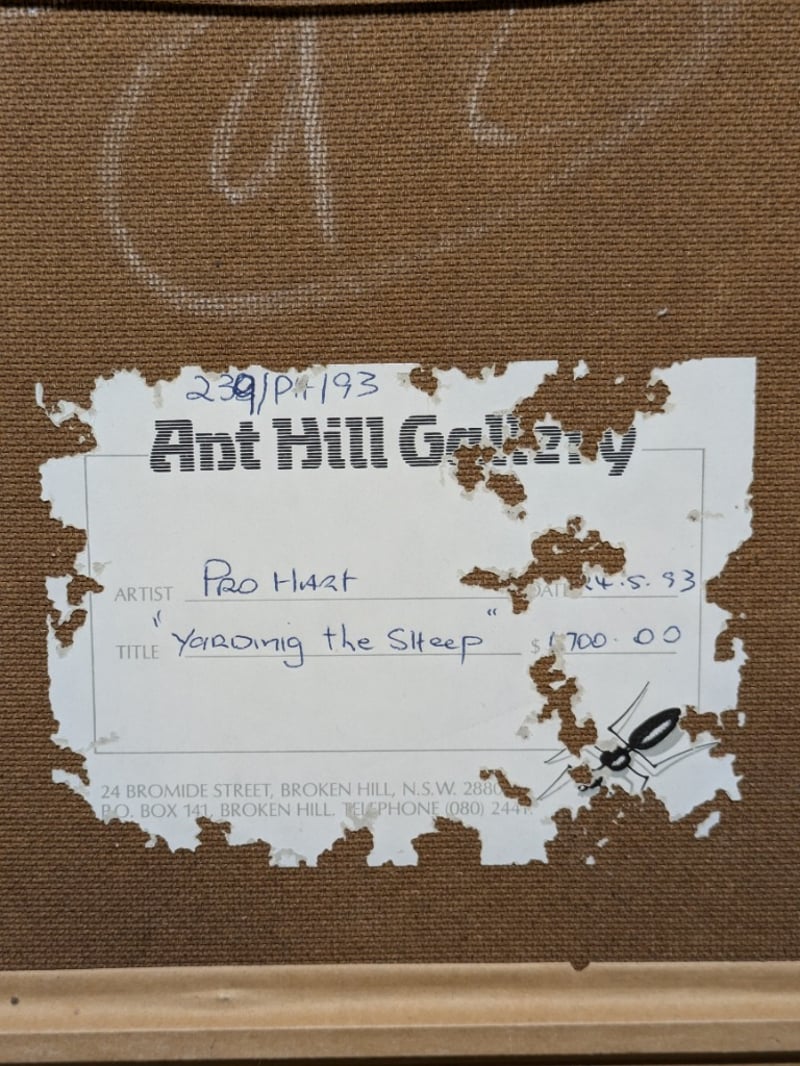 239/PH/93
Ant Hill Gallery
ARTIST Pro Hart DATE 24.5.93
TITLE "Yarding the Sheep" $1700.00
24 BROMIDE STREET, BROKEN HILL, N.S.W. 2880
P.O. BOX 141, BROKEN HILL. TELEPHONE (080) 2441